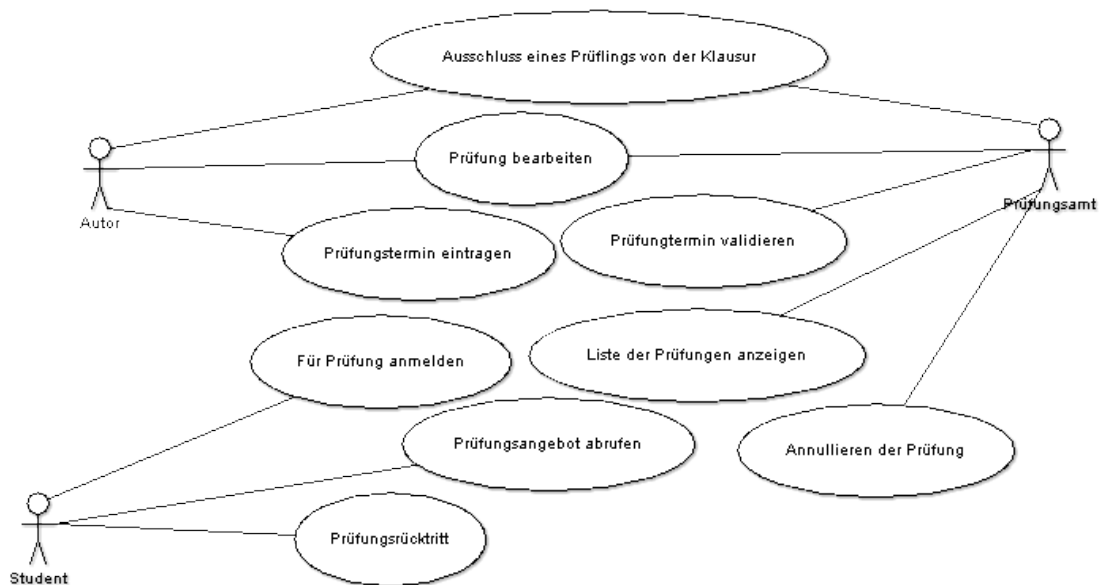 Ausschluss eines Prüflings von der Klausur
Prüfung bearbeiten
Autor
Prüfungsamt
Prüfungstermin eintragen
Prüfungtermin validieren
Für Prüfung anmelden
Liste der Prüfungen anzeigen
Prüfungsangebot abrufen
Annullieren der Prüfung
Prüfungsrücktritt
Student